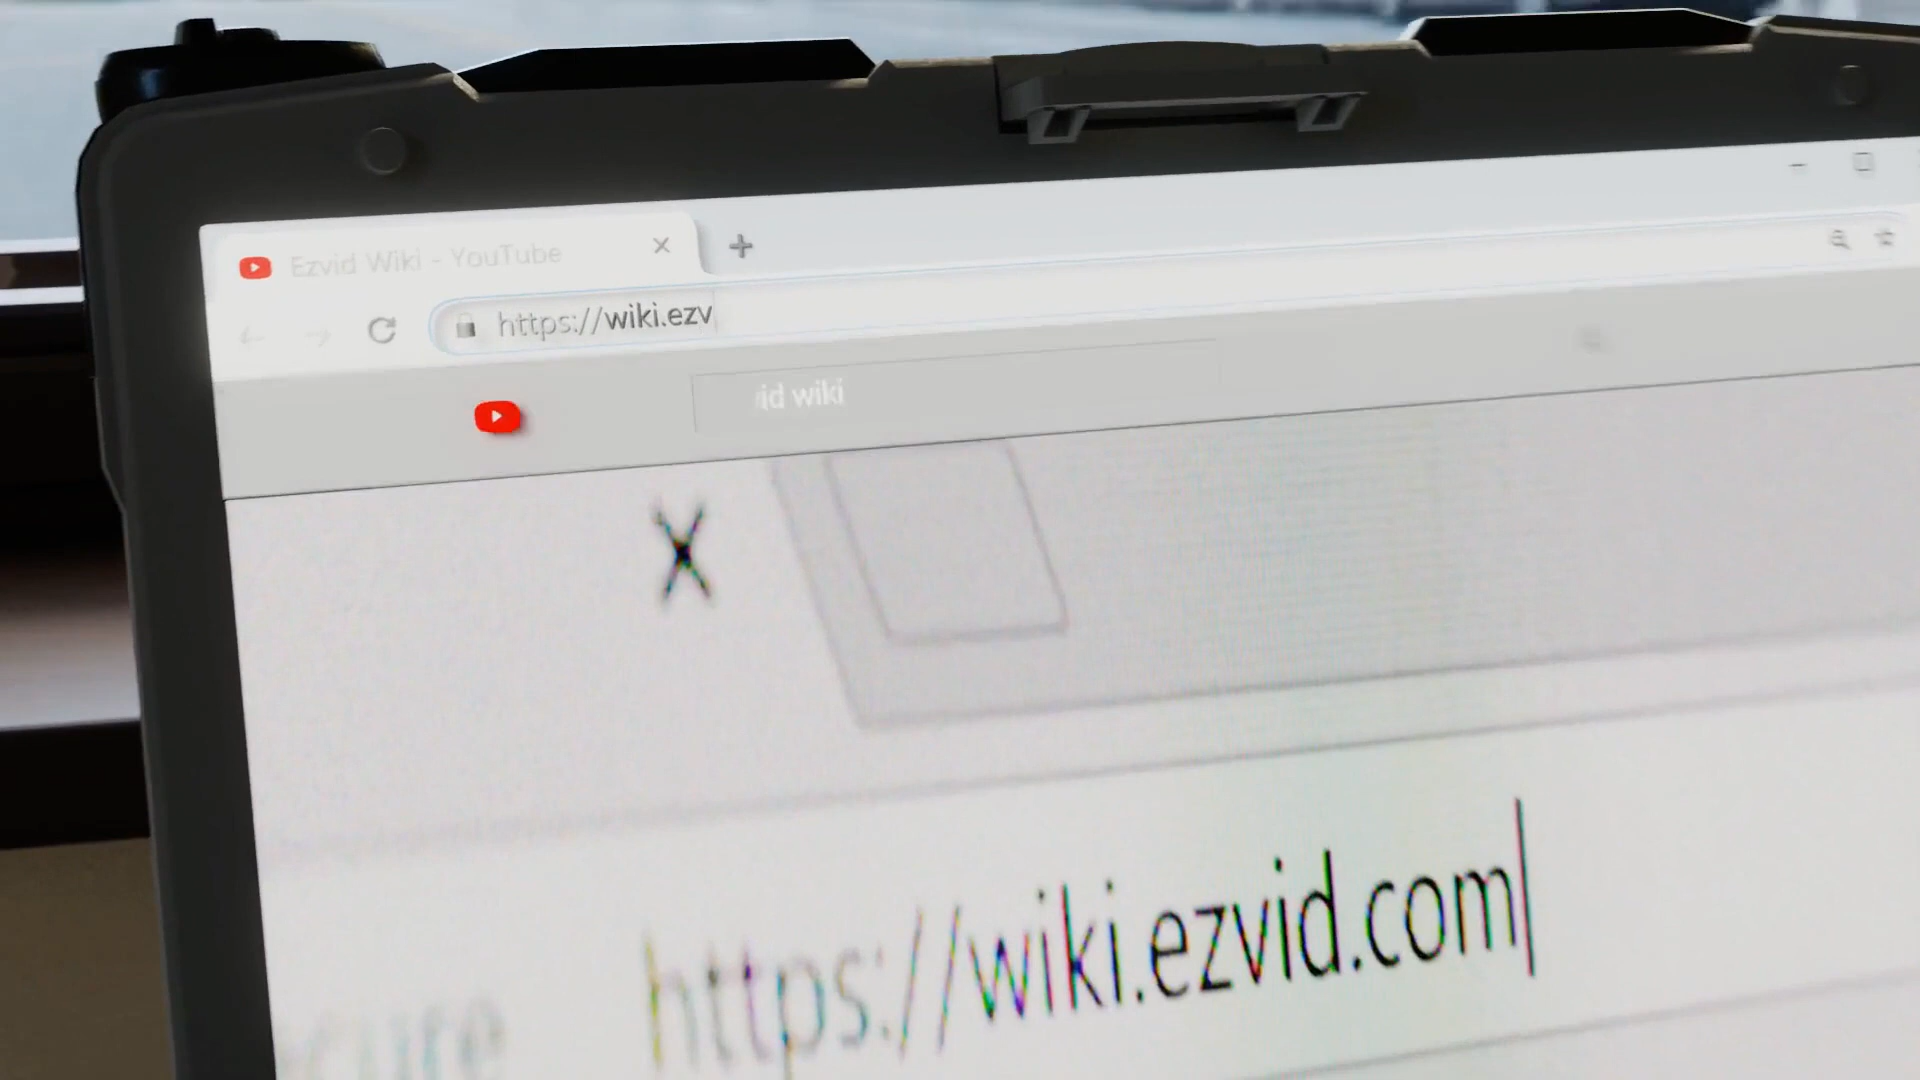 Ezvid Wiki - YouTube
https://wiki.ezv
id wiki
x
https://wiki.ezvid.com